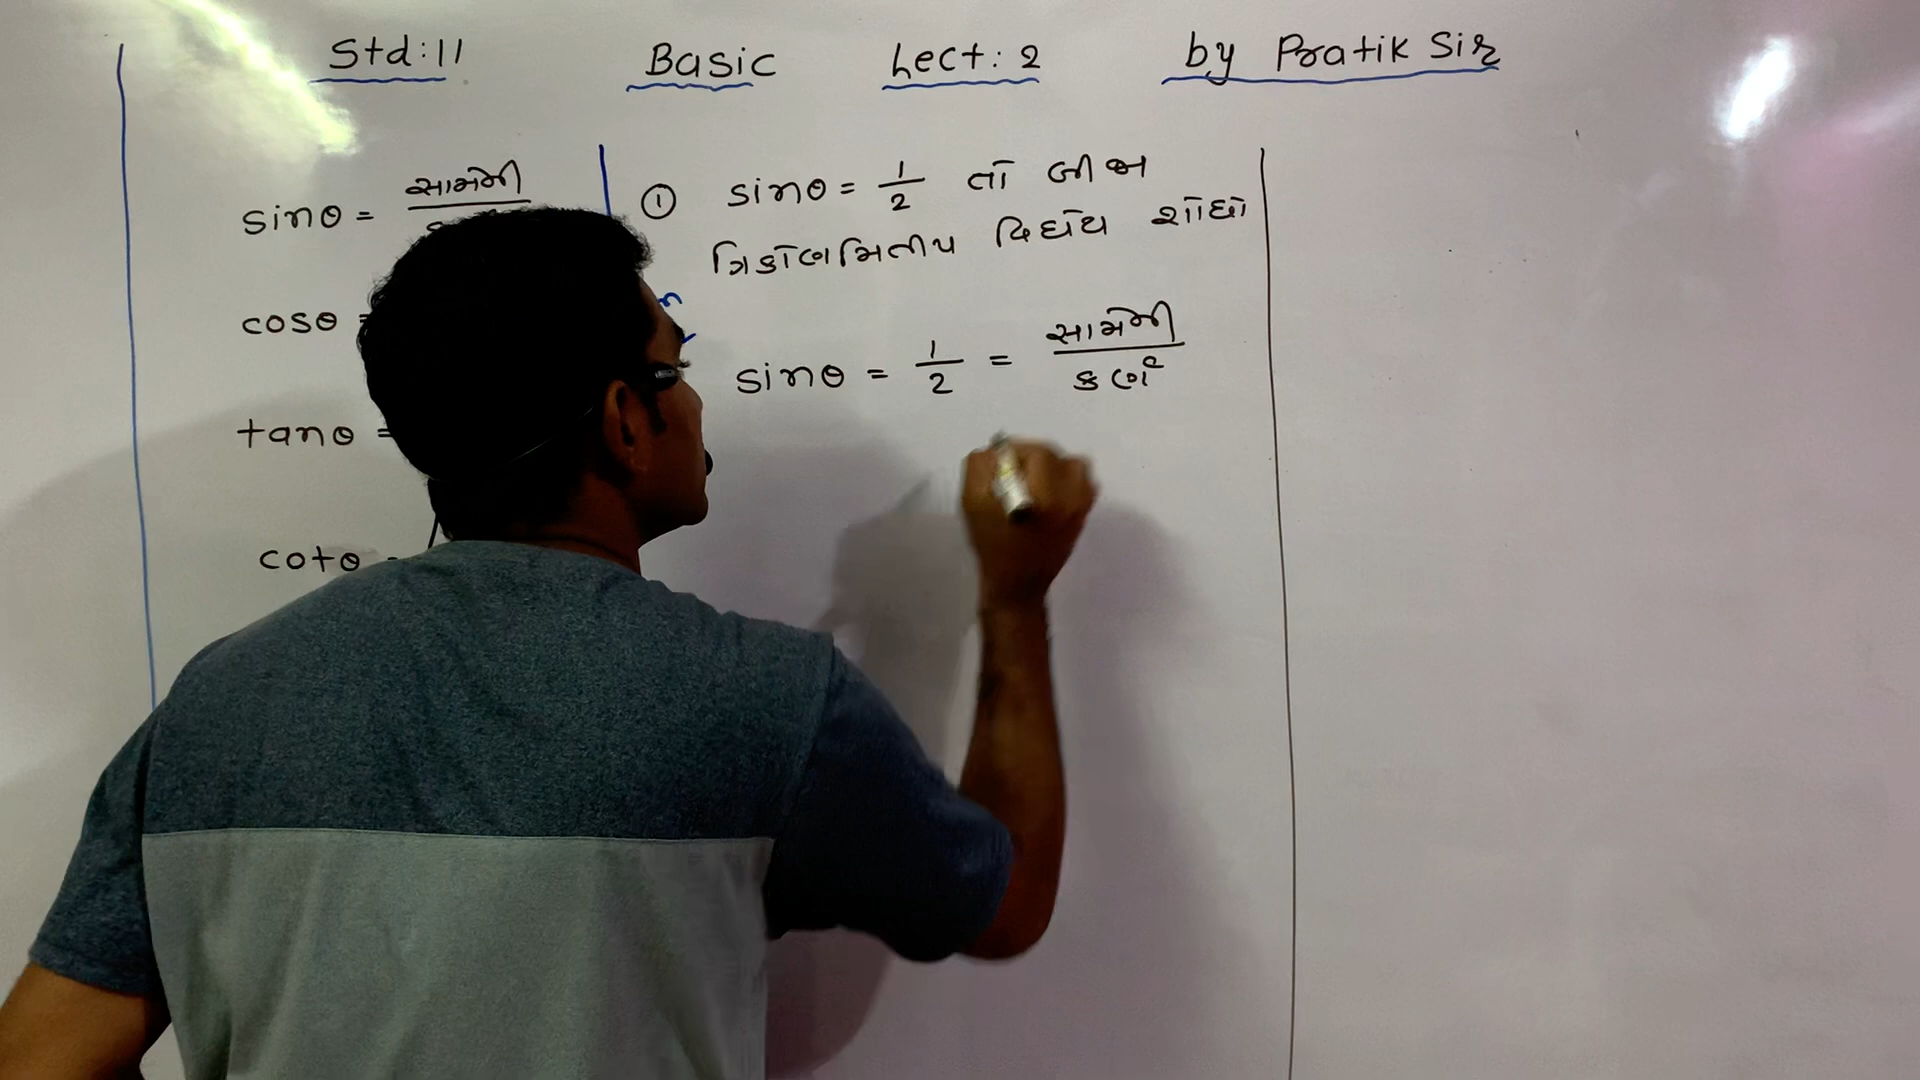 Std:11 Basic Lect: 2 by Pratik Sir
sinθ = સામેની
cosθ =
tanθ =
cotθ
① sinθ = 1/2 તો બીજા
ત્રિકોણમિતીય વિધેય શોધો
sinθ = 1/2 = સામેની/કર્ણ